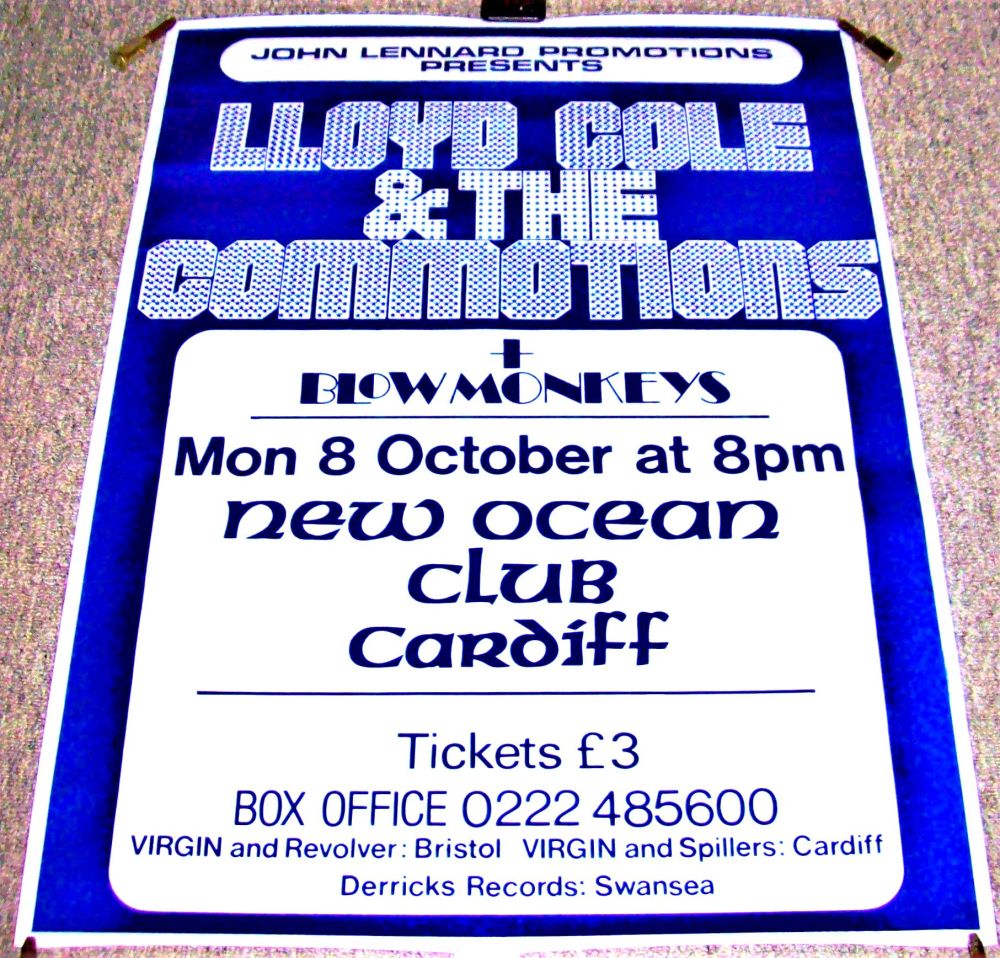 JOHN LENNARD PROMOTIONS
PRESENTS
LLOYD COLE
& THE
COMMOTIONS
+
BLOW MONKEYS
Mon 8 October at 8pm
new ocean
club
cardiff
Tickets £3
BOX OFFICE 0222 485600
VIRGIN and Revolver: Bristol VIRGIN and Spillers: Cardiff
Derricks Records: Swansea